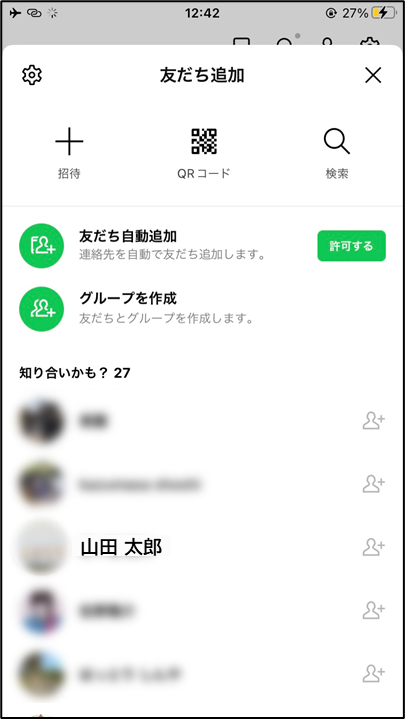 12:42
27%
友だち追加
招待
QRコード
検索
友だち自動追加
連絡先を自動で友だち追加します。
許可する
グループを作成
友だちとグループを作成します。
知り合いかも？ 27
山田 太郎